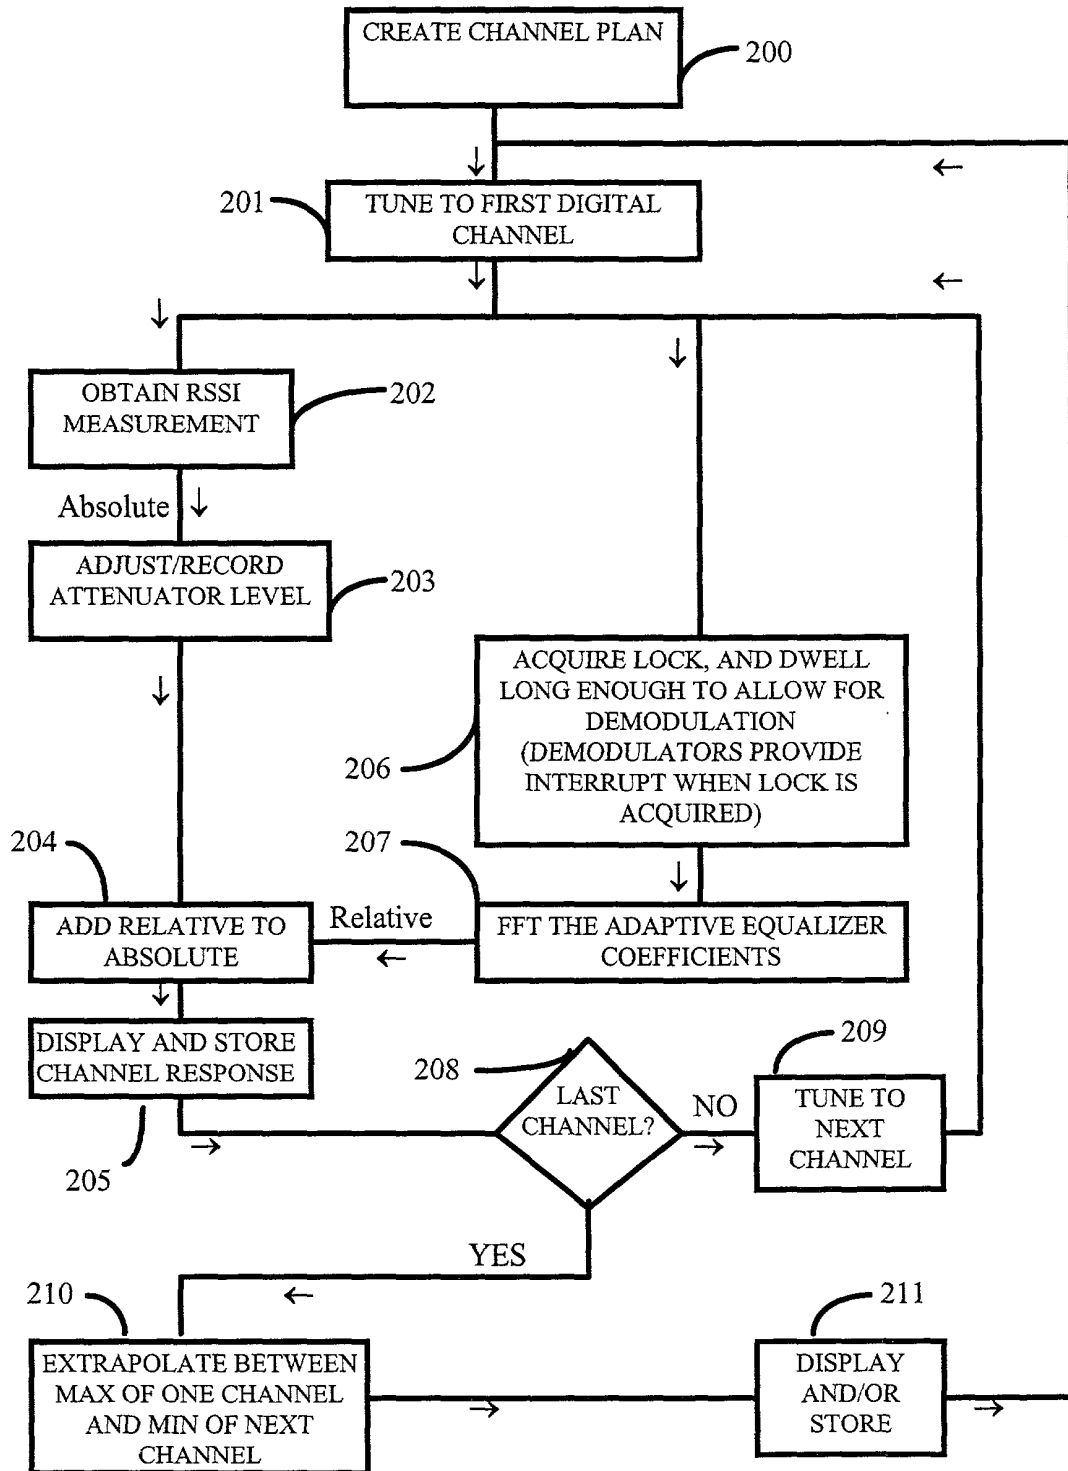 CREATE CHANNEL PLAN
200
201
TUNE TO FIRST DIGITAL
CHANNEL
OBTAIN RSSI
MEASUREMENT
202
Absolute
ADJUST/RECORD
ATTENUATOR LEVEL
203
ACQUIRE LOCK, AND DWELL
LONG ENOUGH TO ALLOW FOR
DEMODULATION
(DEMODULATORS PROVIDE
INTERRUPT WHEN LOCK IS
ACQUIRED)
206
204
207
ADD RELATIVE TO
ABSOLUTE
Relative
FFT THE ADAPTIVE EQUALIZER
COEFFICIENTS
DISPLAY AND STORE
CHANNEL RESPONSE
205
208
LAST
CHANNEL?
NO
209
TUNE TO
NEXT
CHANNEL
YES
210
EXTRAPOLATE BETWEEN
MAX OF ONE CHANNEL
AND MIN OF NEXT
CHANNEL
211
DISPLAY
AND/OR
STORE